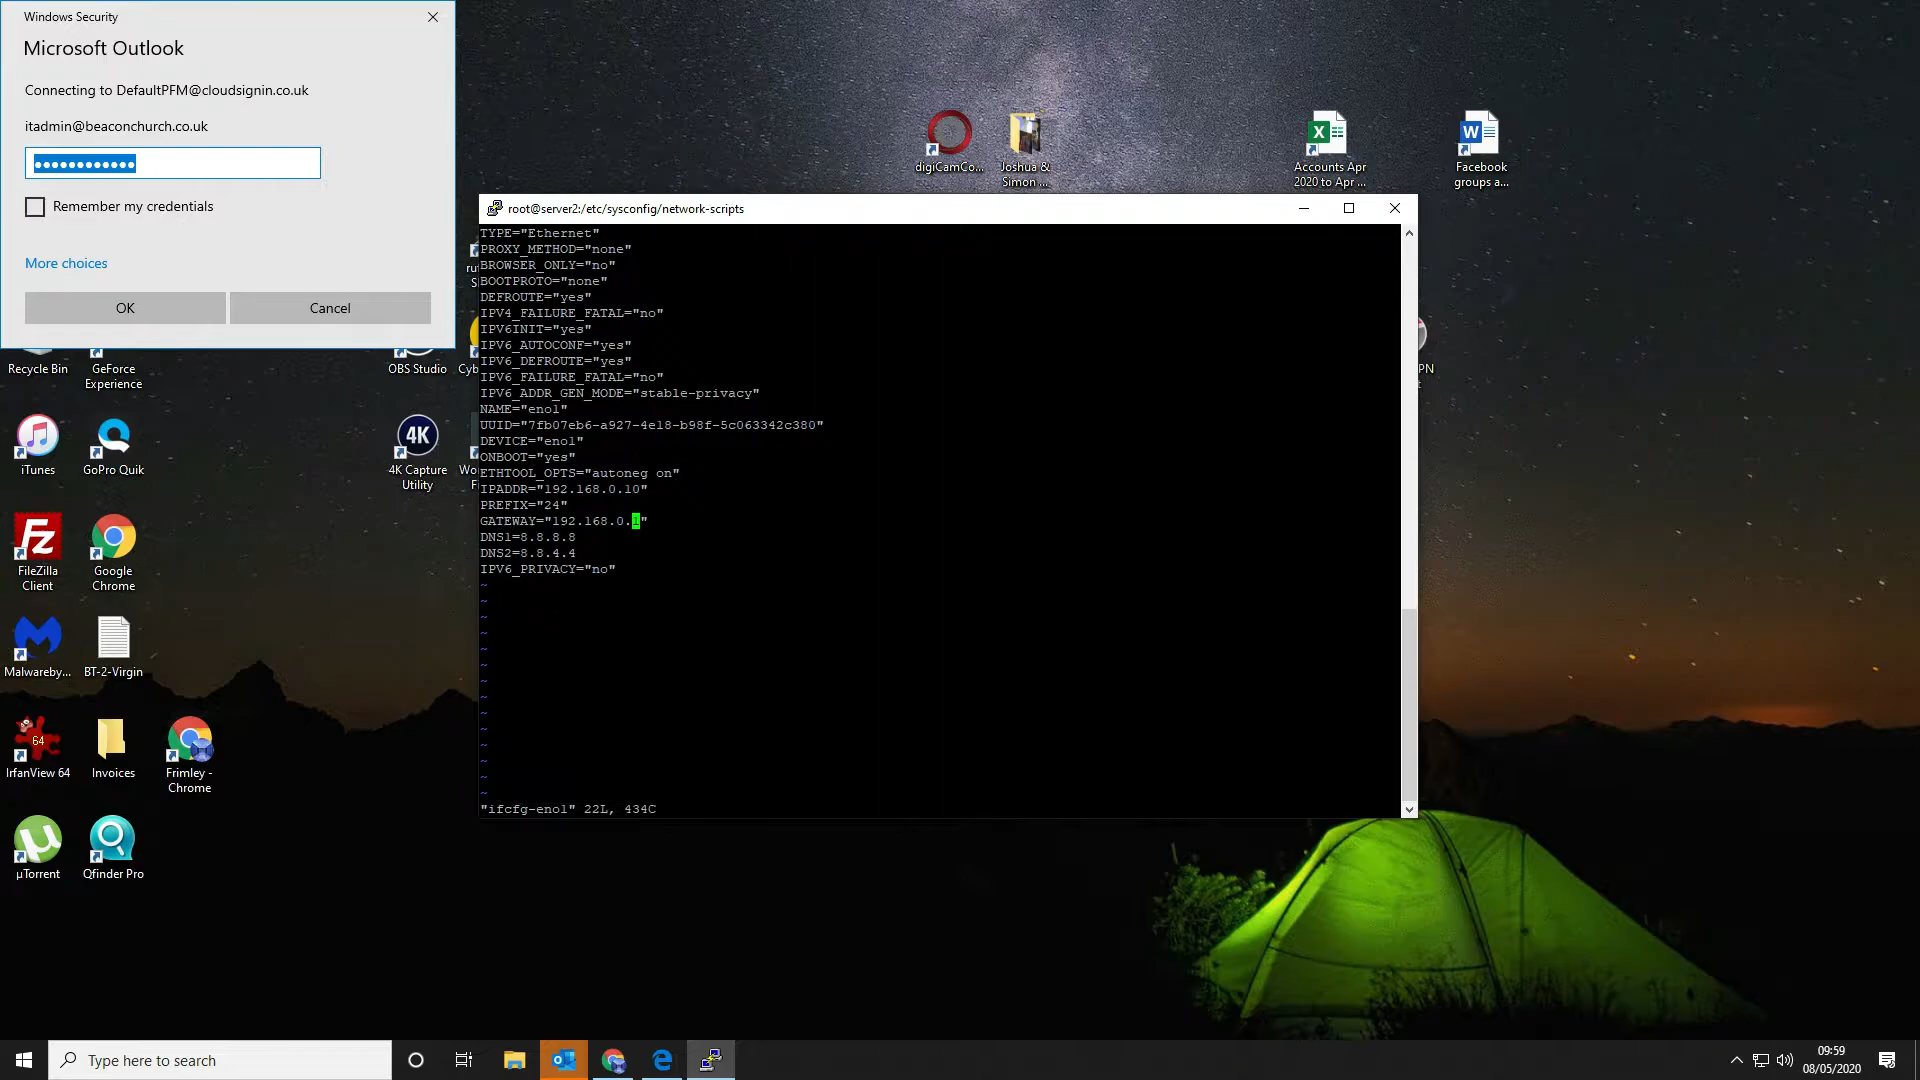 Windows Security
Microsoft Outlook
Connecting to DefaultPFM@cloudsignin.co.uk
itadmin@beaconchurch.co.uk
Remember my credentials
More choices
OK
Cancel
digiCamCo...
Joshua &
Simon ...
Accounts Apr
2020 to Apr ...
Facebook
groups a...
root@server2:/etc/sysconfig/network-scripts
TYPE="Ethernet"
PROXY_METHOD="none"
BROWSER_ONLY="no"
BOOTPROTO="none"
DEFROUTE="yes"
IPV4_FAILURE_FATAL="no"
IPV6INIT="yes"
IPV6_AUTOCONF="yes"
IPV6_DEFROUTE="yes"
IPV6_FAILURE_FATAL="no"
IPV6_ADDR_GEN_MODE="stable-privacy"
NAME="eno1"
UUID="7fb07eb6-a927-4e18-b98f-5c063342c380"
DEVICE="eno1"
ONBOOT="yes"
ETHTOOL_OPTS="autoneg on"
IPADDR="192.168.0.10"
PREFIX="24"
GATEWAY="192.168.0.1"
DNS1=8.8.8.8
DNS2=8.8.4.4
IPV6_PRIVACY="no"
~
~
~
~
~
~
~
~
~
~
~
~
~
~
"ifcfg-eno1" 22L, 434C
Recycle Bin
GeForce
Experience
OBS Studio
iTunes
GoPro Quik
4K
4K Capture
Utility
FileZilla
Client
Google
Chrome
Malwareby...
BT-2-Virgin
64
IrfanView 64
Invoices
Frimley -
Chrome
µTorrent
Qfinder Pro
Type here to search
09:59
08/05/2020